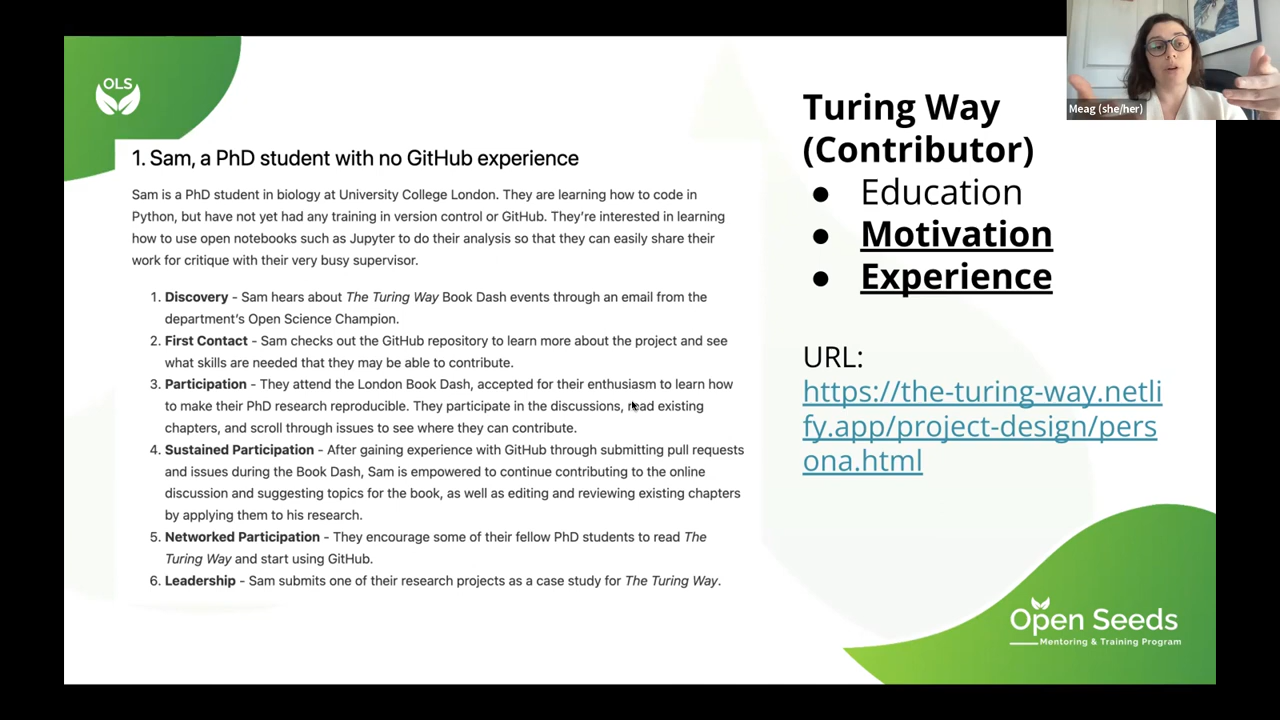 OLS
1. Sam, a PhD student with no GitHub experience
Sam is a PhD student in biology at University College London. They are learning how to code in
Python, but have not yet had any training in version control or GitHub. They're interested in learning
how to use open notebooks such as Jupyter to do their analysis so that they can easily share their
work for critique with their very busy supervisor.
1. Discovery - Sam hears about The Turing Way Book Dash events through an email from the
department's Open Science Champion.
2. First Contact - Sam checks out the GitHub repository to learn more about the project and see
what skills are needed that they may be able to contribute.
3. Participation - They attend the London Book Dash, accepted for their enthusiasm to learn how
to make their PhD research reproducible. They participate in the discussions, read existing
chapters, and scroll through issues to see where they can contribute.
4. Sustained Participation - After gaining experience with GitHub through submitting pull requests
and issues during the Book Dash, Sam is empowered to continue contributing to the online
discussion and suggesting topics for the book, as well as editing and reviewing existing chapters
by applying them to his research.
5. Networked Participation - They encourage some of their fellow PhD students to read The
Turing Way and start using GitHub.
6. Leadership - Sam submits one of their research projects as a case study for The Turing Way.
Turing Way
(Contributor)
● Education
● Motivation
● Experience
URL:
https://the-turing-way.netli
fy.app/project-design/pers
ona.html
Meag (she/her)
Open Seeds
Mentoring & Training Program